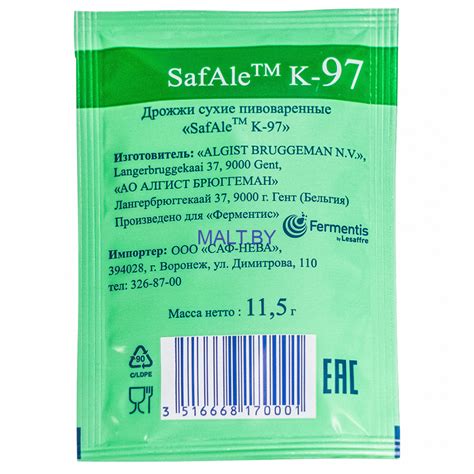 SafAle™ K-97
Дрожжи сухие пивоваренные
«SafAle™ K-97»
Изготовитель: «ALGIST BRUGGEMAN N.V.»,
Langerbruggekaai 37, 9000 Gent,
«АО АЛГИСТ БРЮГГЕМАН»
Лангербрюггекаай 37, 9000 г. Гент (Бельгия)
Произведено для «Ферментис»
Fermentis
by Lesaffre
MALT.BY
Импортер: ООО «САФ-НЕВА»,
394028, г. Воронеж, ул. Димитрова, 110
тел: 326-87-00
Масса нетто : 11,5 г
90
C/LDPE
EAC
3 516668 170001